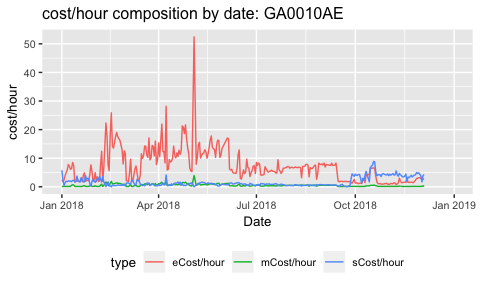 cost/hour composition by date: GA0010AE
50
40
30
20
10
0
cost/hour
Jan 2018 Apr 2018 Jul 2018 Oct 2018 Jan 2019
Date
type eCost/hour mCost/hour sCost/hour